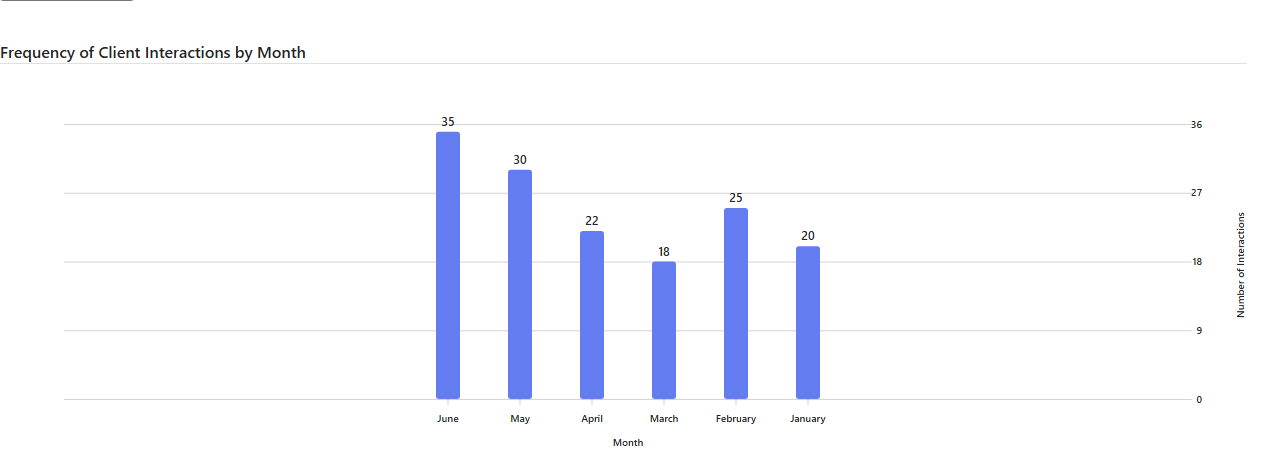 Frequency of Client Interactions by Month
35
30
22
18
25
20
36
27
18
9
0
Number of Interactions
June
May
April
March
February
January
Month